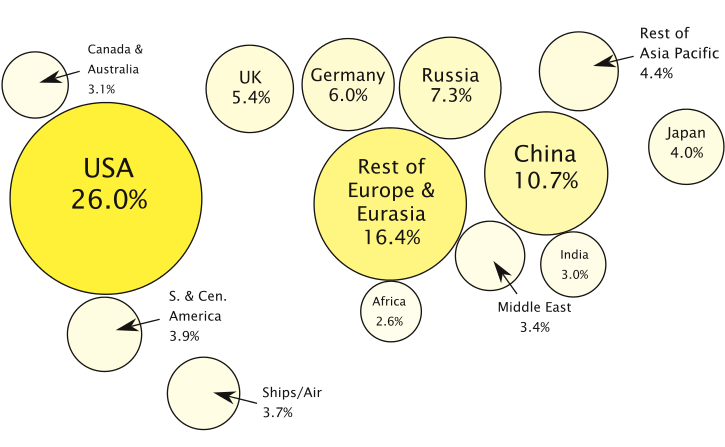 Canada &
Australia
3.1%
USA
26.0%
S. & Cen.
America
3.9%
Ships/Air
3.7%
UK
5.4%
Germany
6.0%
Russia
7.3%
Rest of
Europe &
Eurasia
16.4%
Africa
2.6%
Middle East
3.4%
China
10.7%
India
3.0%
Rest of
Asia Pacific
4.4%
Japan
4.0%